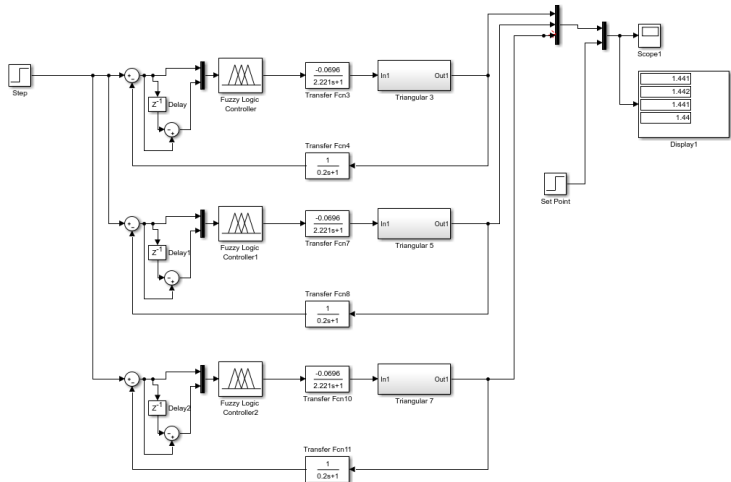 Step
Z-1
Delay
Fuzzy Logic
Controller
-0.0696
2.221s+1
Transfer Fcn3
In1
Out1
Triangular 3
Transfer Fcn4
1
0.2s+1
Scope1
1.441
1.442
1.441
1.44
Display1
Set Point
Z-1
Delay1
Fuzzy Logic
Controller1
-0.0696
2.221s+1
Transfer Fcn7
In1
Out1
Triangular 5
Transfer Fcn8
1
0.2s+1
Z-1
Delay2
Fuzzy Logic
Controller2
-0.0696
2.221s+1
Transfer Fcn10
In1
Out1
Triangular 7
Transfer Fcn11
1
0.2s+1